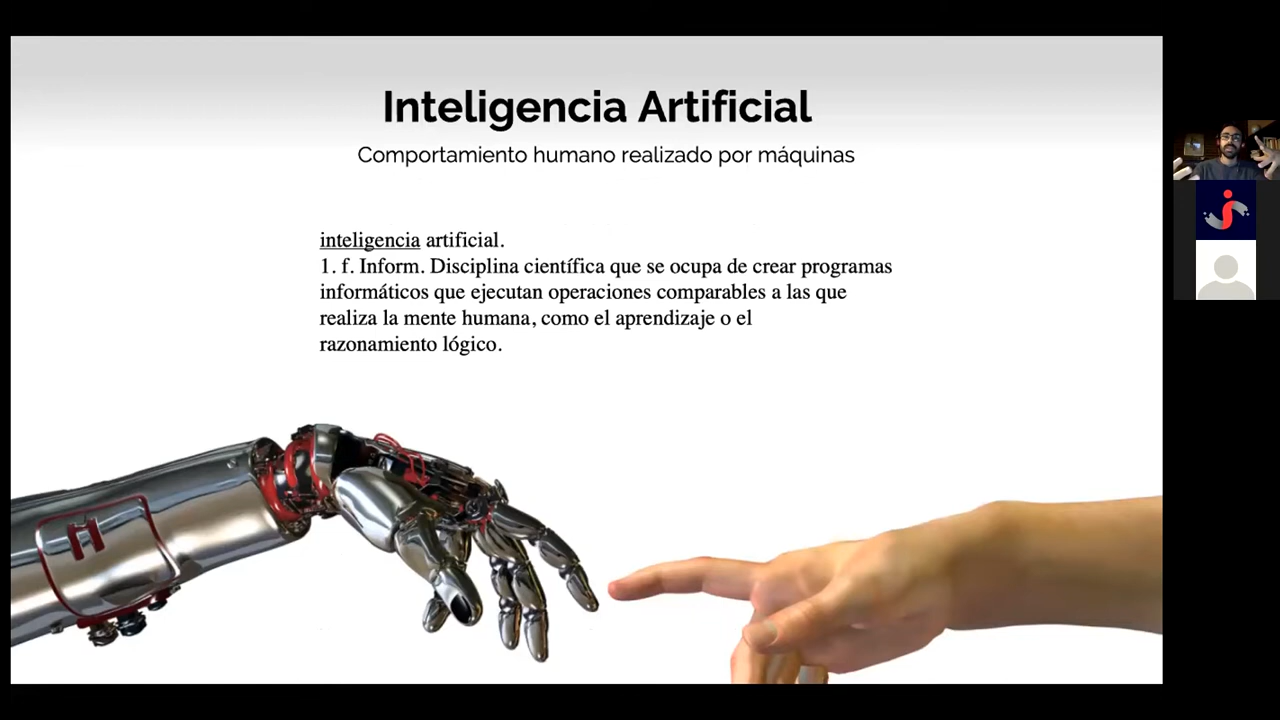 Inteligencia Artificial
Comportamiento humano realizado por máquinas
inteligencia artificial.
1. f. Inform. Disciplina científica que se ocupa de crear programas
informáticos que ejecutan operaciones comparables a las que
realiza la mente humana, como el aprendizaje o el
razonamiento lógico.